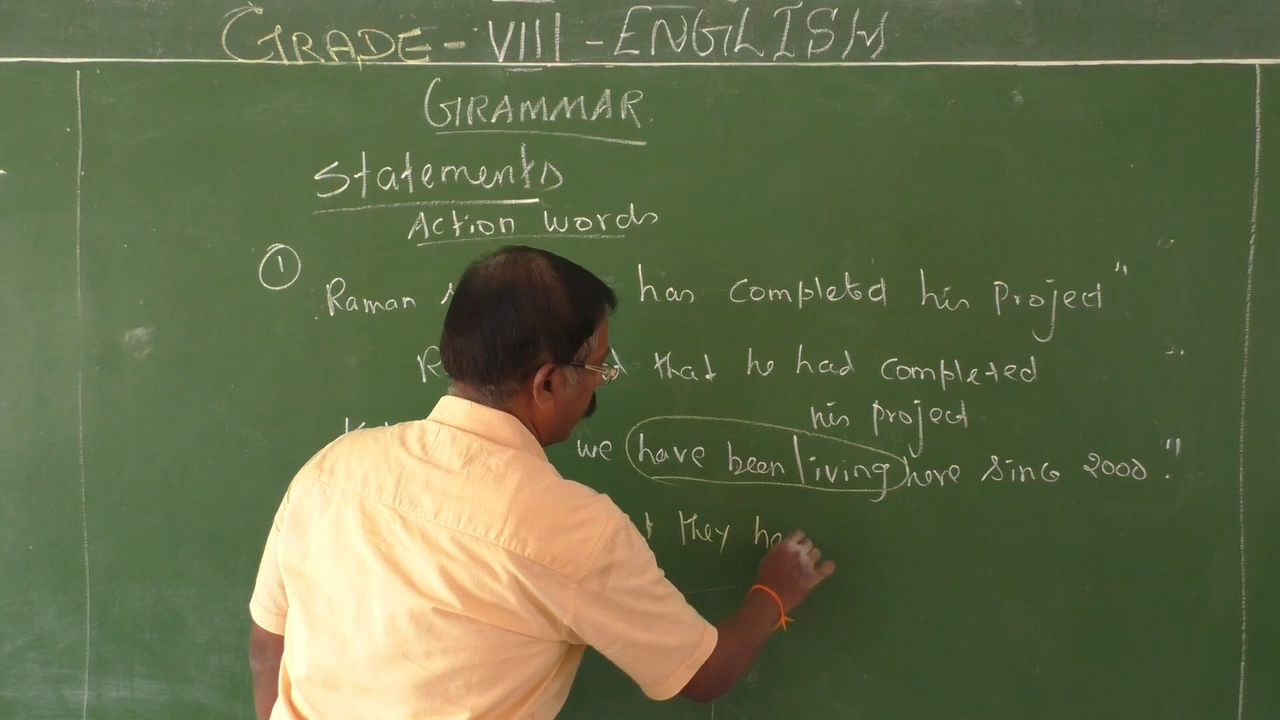 GRADE - VIII - ENGLISH
GRAMMAR
Statements
Action Words
① Raman has completed his project"
that he had completed
his project
we have been living here since 2000."
they ha